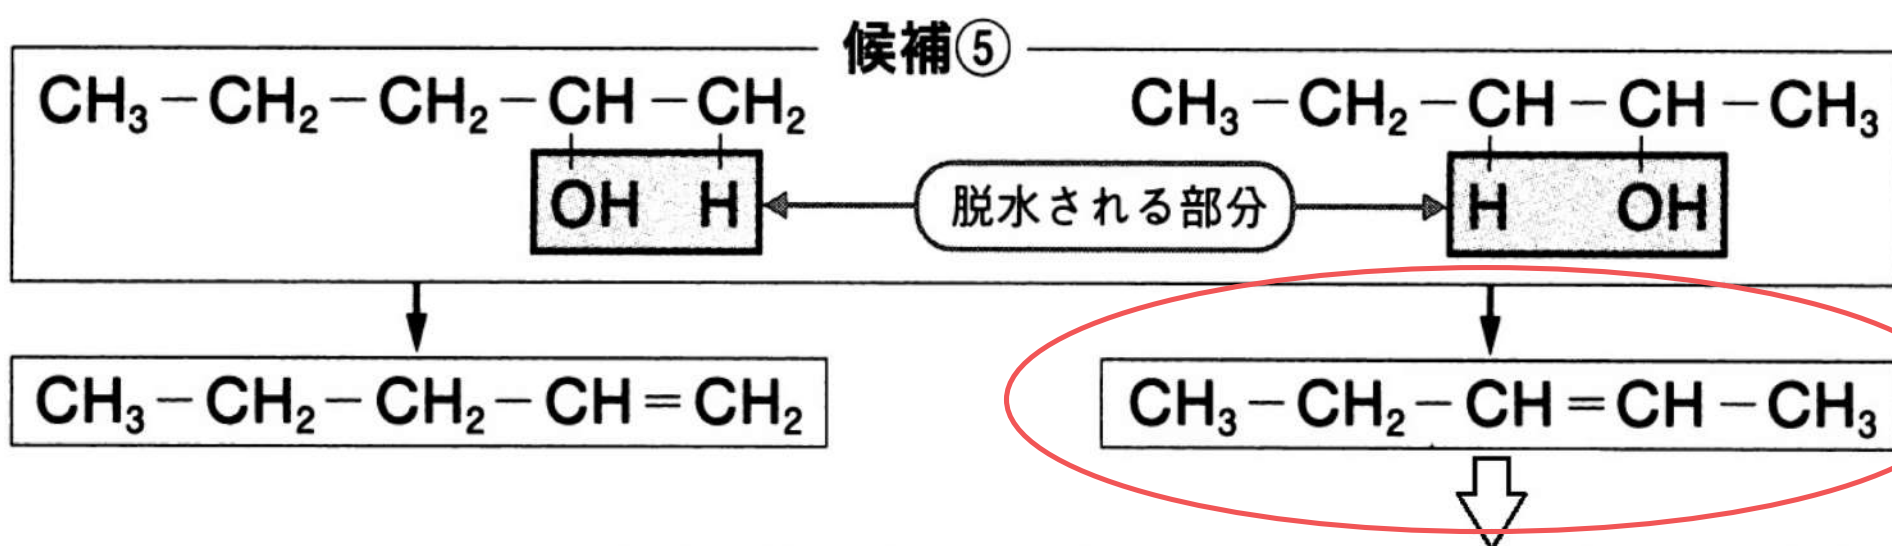 候補⑤
CH₃－CH₂－CH₂－CH－CH₂
OH H
CH₃－CH₂－CH－CH－CH₃
H OH
脱水される部分
CH₃－CH₂－CH₂－CH＝CH₂
CH₃－CH₂－CH＝CH－CH₃